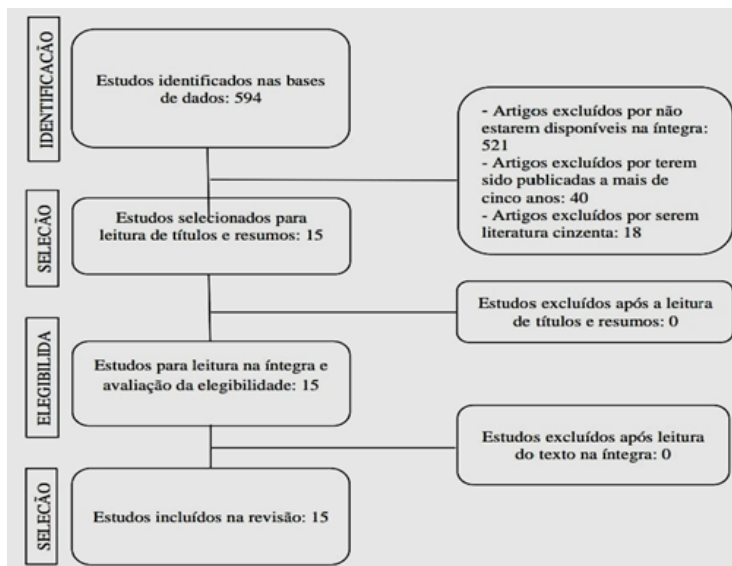 IDENTIFICAÇÃO
Estudos identificados nas bases
de dados: 594
- Artigos excluídos por não
estarem disponíveis na íntegra:
521
- Artigos excluídos por terem
sido publicadas a mais de
cinco anos: 40
- Artigos excluídos por serem
literatura cinzenta: 18
SELEÇÃO
Estudos selecionados para
leitura de títulos e resumos: 15
Estudos excluídos após a leitura
de títulos e resumos: 0
ELEGIBILIDA
Estudos para leitura na íntegra e
avaliação da elegibilidade: 15
Estudos excluídos após leitura
do texto na íntegra: 0
SELEÇÃO
Estudos incluídos na revisão: 15